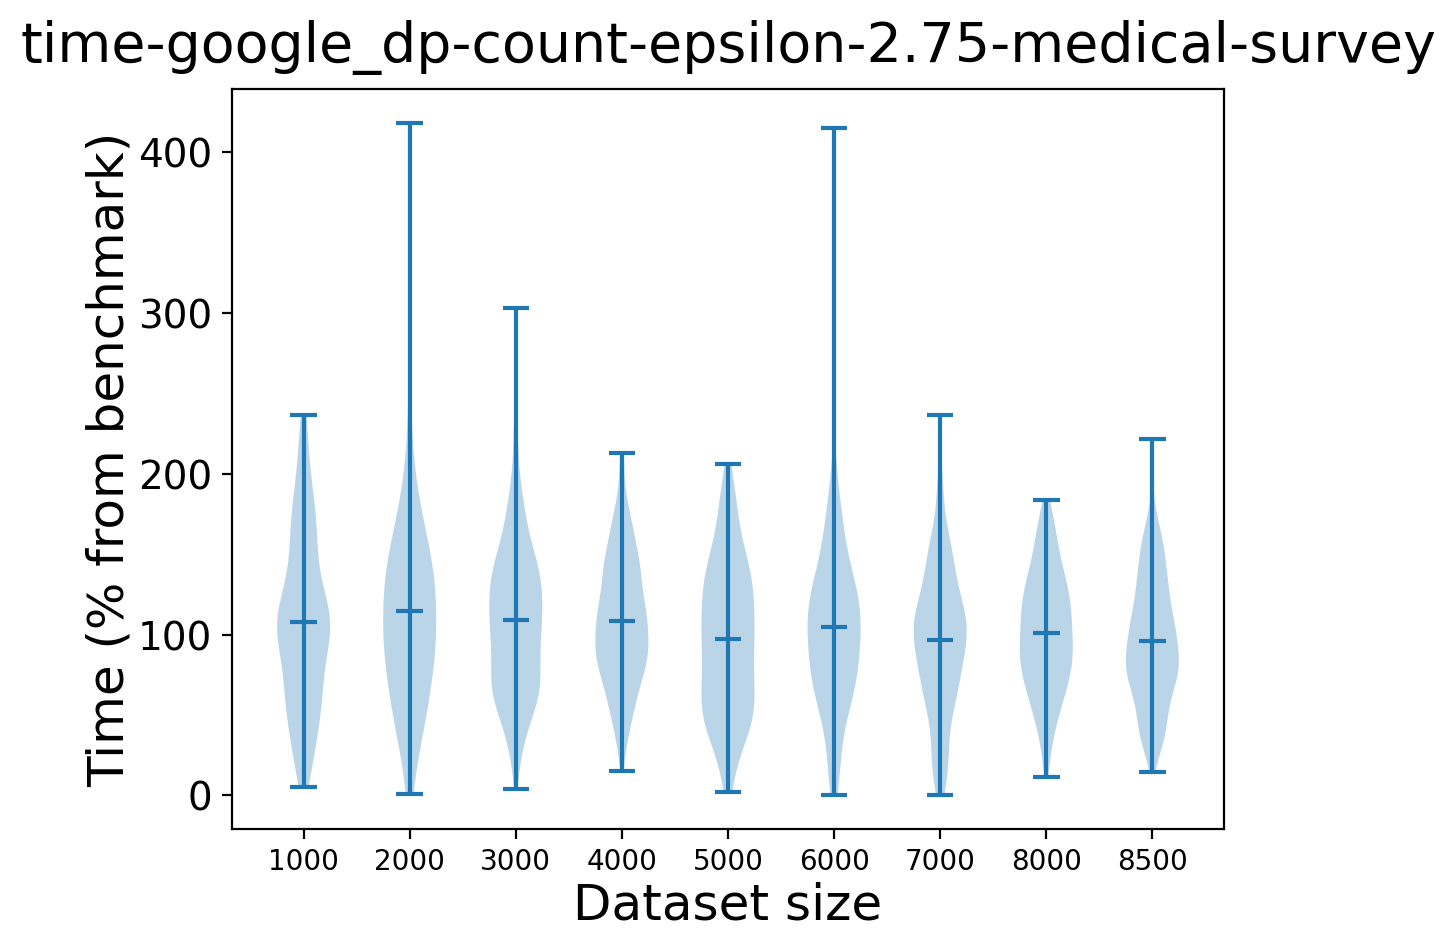 time-google_dp-count-epsilon-2.75-medical-survey
Time (% from benchmark)
400
300
200
100
0
1000 2000 3000 4000 5000 6000 7000 8000 8500
Dataset size